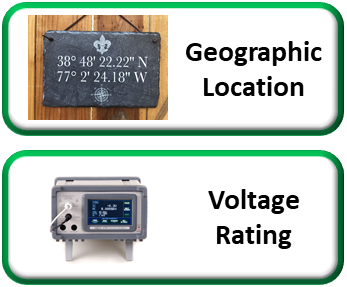 38° 48' 22.22" N
77° 2' 24.18" W
Geographic
Location
Voltage
Rating